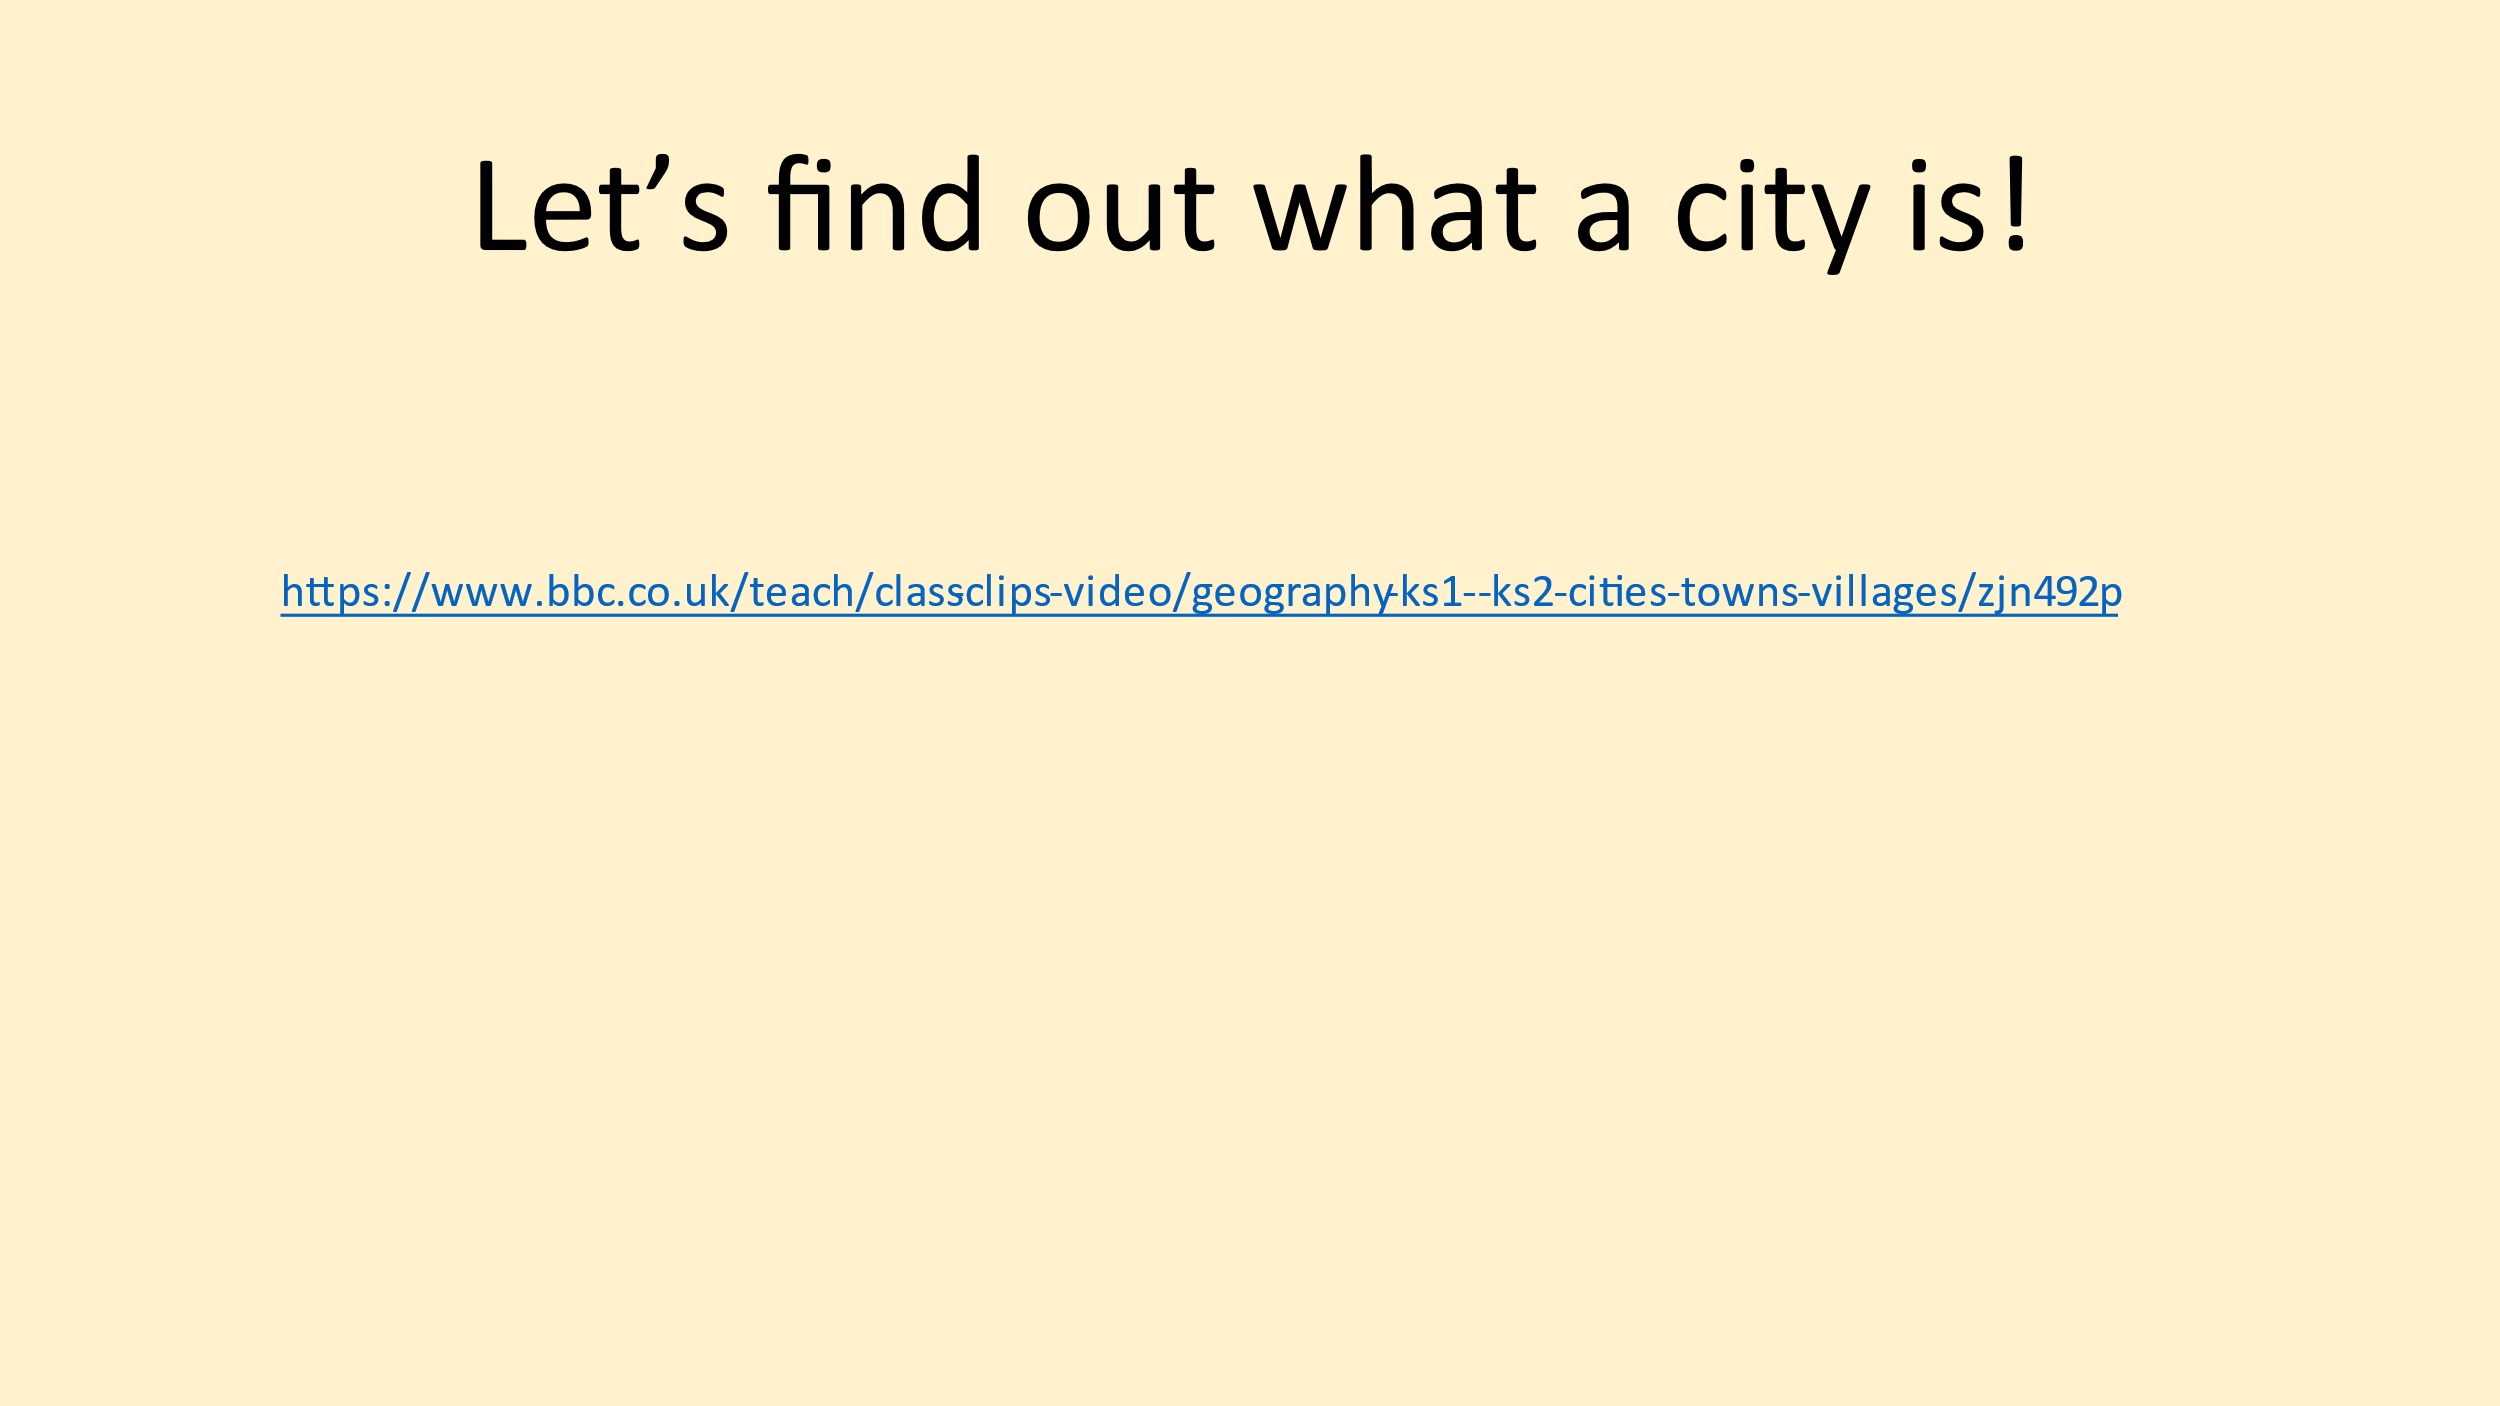 Let’s find out what a city is!
https://www.bbc.co.uk/teach/classclips-video/geography-ks1--ks2-cities-towns-villages/zjn492p